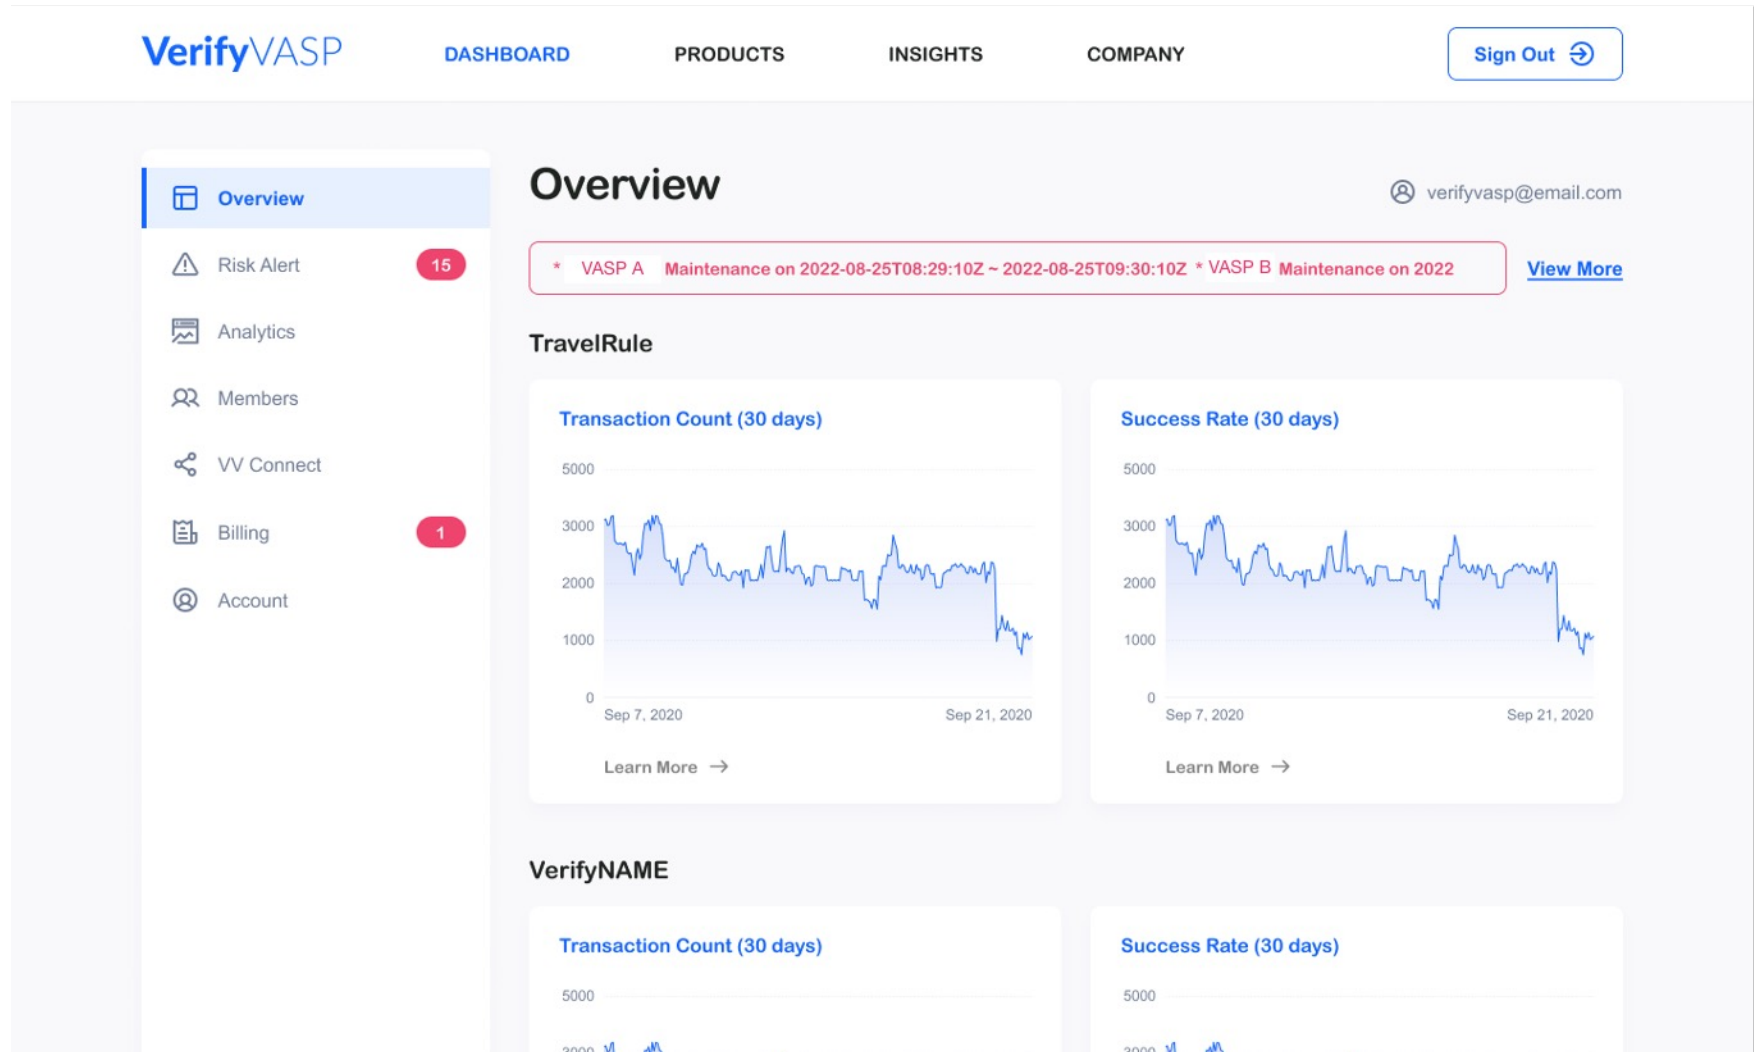 VerifyVASP DASHBOARD PRODUCTS INSIGHTS COMPANY Sign Out
Overview
Risk Alert 15
Analytics
Members
VV Connect
Billing 1
Account
Overview
verifyvasp@email.com
* VASP A Maintenance on 2022-08-25T08:29:10Z ~ 2022-08-25T09:30:10Z * VASP B Maintenance on 2022
View More
TravelRule
Transaction Count (30 days)
5000
3000
2000
1000
0
Sep 7, 2020 Sep 21, 2020
Learn More
Success Rate (30 days)
5000
3000
2000
1000
0
Sep 7, 2020 Sep 21, 2020
Learn More
VerifyNAME
Transaction Count (30 days)
5000
3000
Success Rate (30 days)
5000
3000